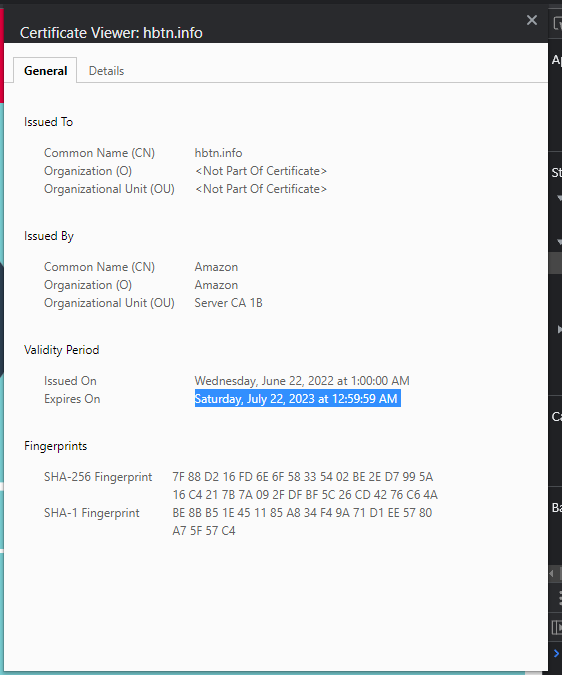 Certificate Viewer: hbtn.info
General Details
Issued To
Common Name (CN) hbtn.info
Organization (O) <Not Part Of Certificate>
Organizational Unit (OU) <Not Part Of Certificate>
Issued By
Common Name (CN) Amazon
Organization (O) Amazon
Organizational Unit (OU) Server CA 1B
Validity Period
Issued On Wednesday, June 22, 2022 at 1:00:00 AM
Expires On Saturday, July 22, 2023 at 12:59:59 AM
Fingerprints
SHA-256 Fingerprint 7F 88 D2 16 FD 6E 6F 58 33 54 02 BE 2E D7 99 5A
16 C4 21 7B 7A 09 2F DF BF 5C 26 CD 42 76 C6 4A
SHA-1 Fingerprint BE 8B B5 1E 45 11 85 A8 34 F4 9A 71 D1 EE 57 80
A7 5F 57 C4